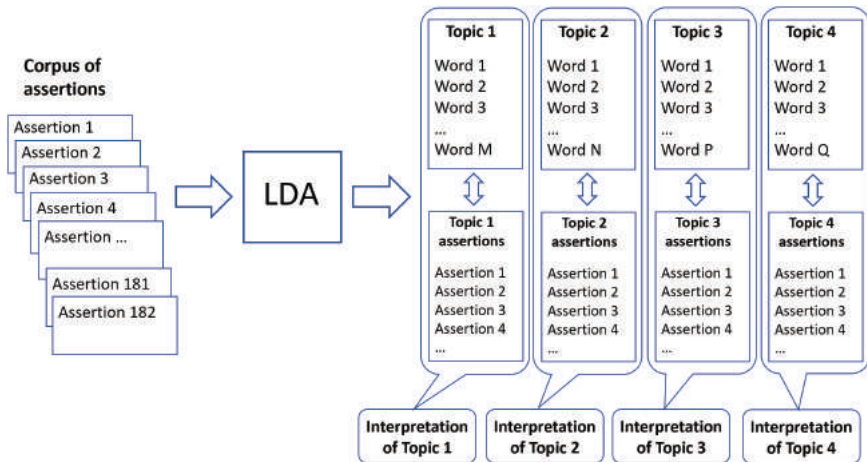 Corpus of
assertions
Assertion 1
Assertion 2
Assertion 3
Assertion 4
Assertion ...
Assertion 181
Assertion 182
LDA
Topic 1
Word 1
Word 2
Word 3
...
Word M
Topic 1
assertions
Assertion 1
Assertion 2
Assertion 3
Assertion 4
...
Interpretation
of Topic 1
Topic 2
Word 1
Word 2
Word 3
...
Word N
Topic 2
assertions
Assertion 1
Assertion 2
Assertion 3
Assertion 4
...
Interpretation
of Topic 2
Topic 3
Word 1
Word 2
Word 3
...
Word P
Topic 3
assertions
Assertion 1
Assertion 2
Assertion 3
Assertion 4
...
Interpretation
of Topic 3
Topic 4
Word 1
Word 2
Word 3
...
Word Q
Topic 4
assertions
Assertion 1
Assertion 2
Assertion 3
Assertion 4
...
Interpretation
of Topic 4